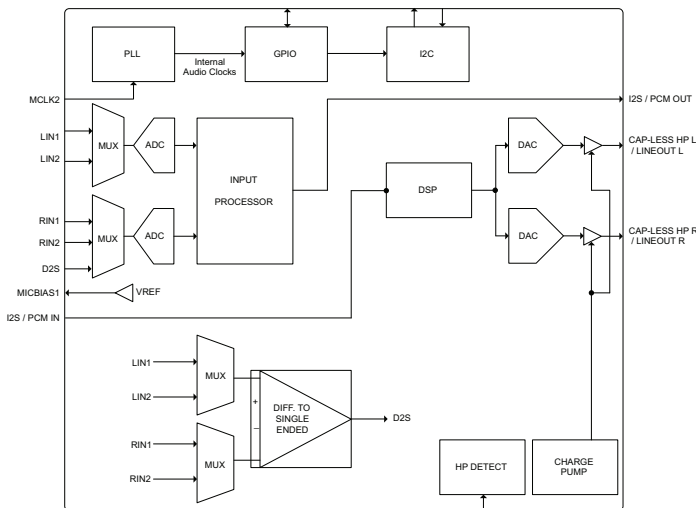 PLL
GPIO
I2C
Internal
Audio Clocks
MCLK2
I2S / PCM OUT
LIN1
LIN2
MUX
ADC
INPUT
PROCESSOR
DSP
DAC
CAP-LESS HP L
/ LINEOUT L
RIN1
RIN2
D2S
MUX
ADC
DAC
CAP-LESS HP R
/ LINEOUT R
MICBIAS1
VREF
I2S / PCM IN
LIN1
LIN2
MUX
+
–
DIFF. TO
SINGLE
ENDED
D2S
RIN1
RIN2
MUX
HP DETECT
CHARGE
PUMP